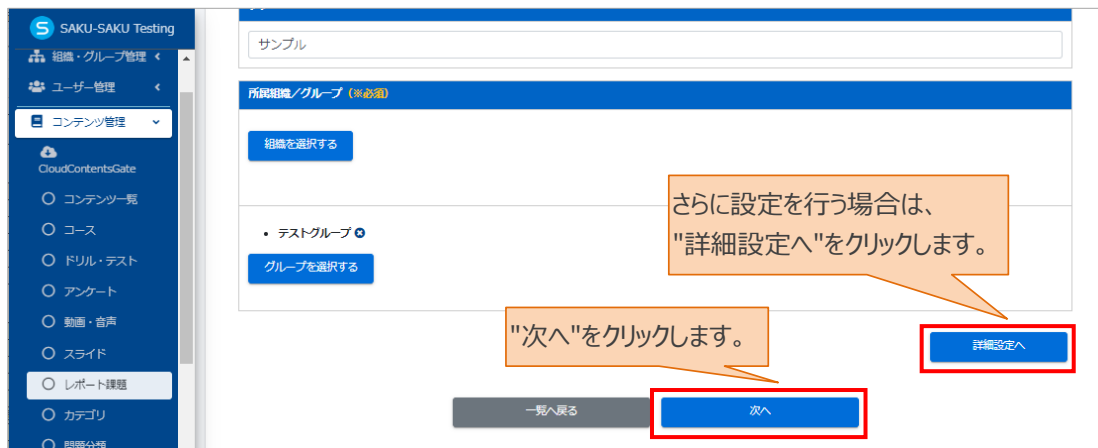 SAKU-SAKU Testing
組織・グループ管理
ユーザー管理
コンテンツ管理
CloudContentsGate
コンテンツ一覧
コース
ドリル・テスト
アンケート
動画・音声
スライド
レポート課題
カテゴリ
問題分類
サンプル
所属組織/グループ (※必須)
組織を選択する
• テストグループ
グループを選択する
さらに設定を行う場合は、
"詳細設定へ"をクリックします。
"次へ"をクリックします。
詳細設定へ
一覧へ戻る
次へ